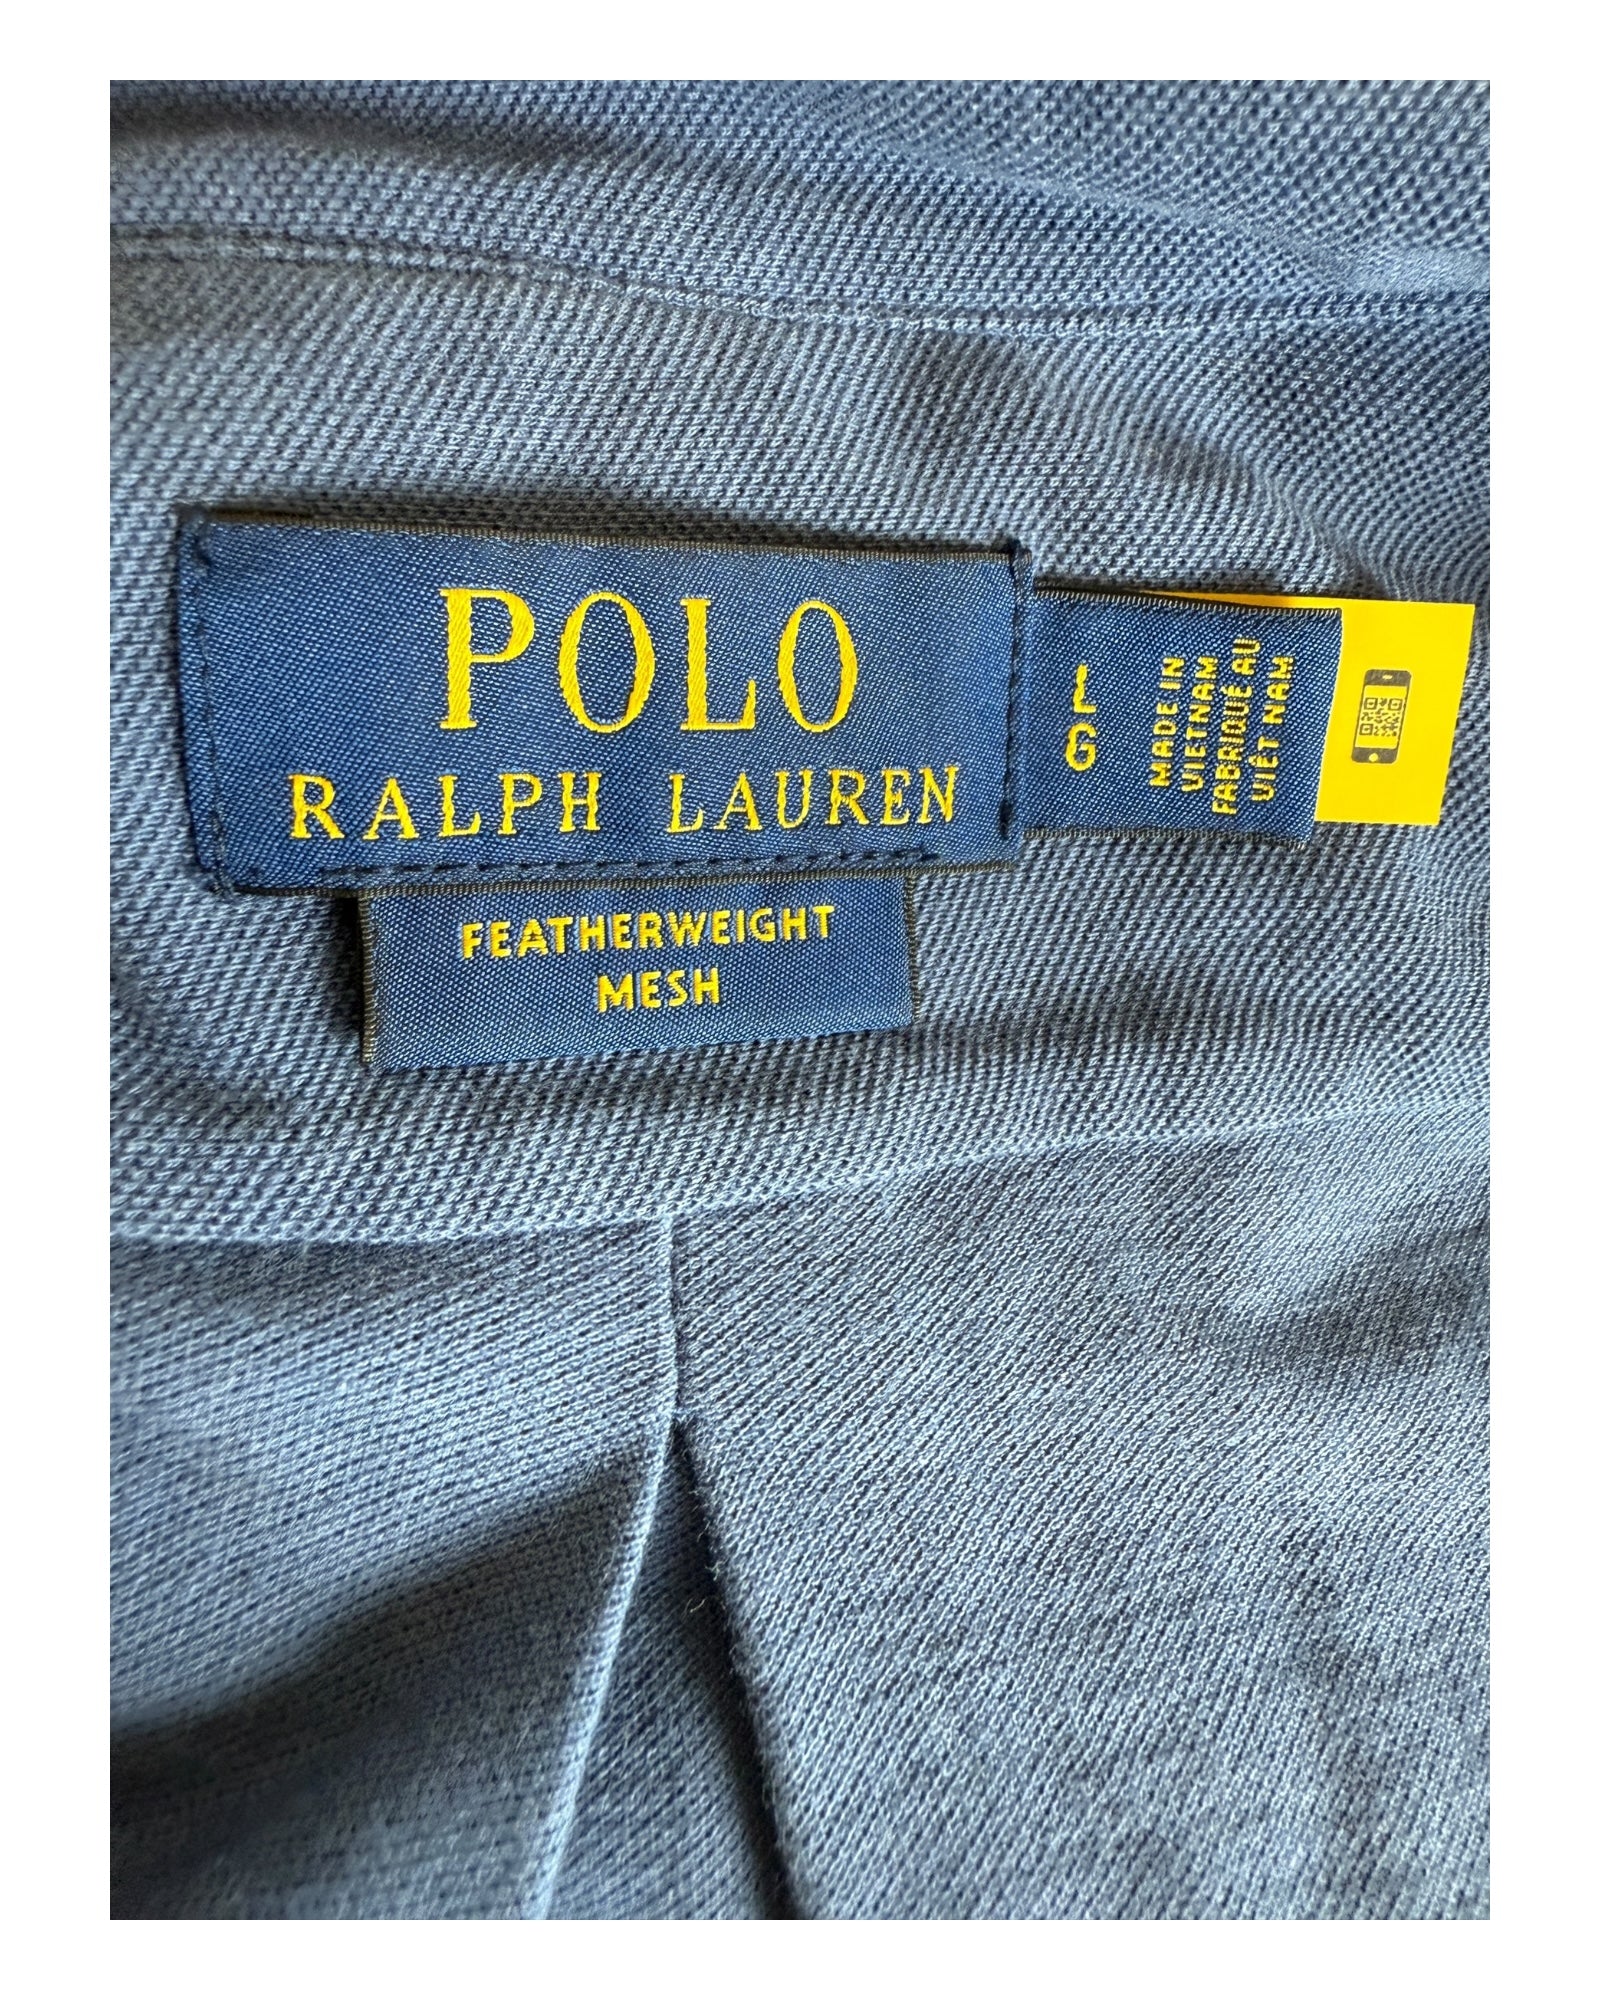 POLO
RALPH LAUREN
FEATHERWEIGHT
MESH
L
G
MADE IN
VIETNAM
FABRIQUÉ AU
VIÊT NAM